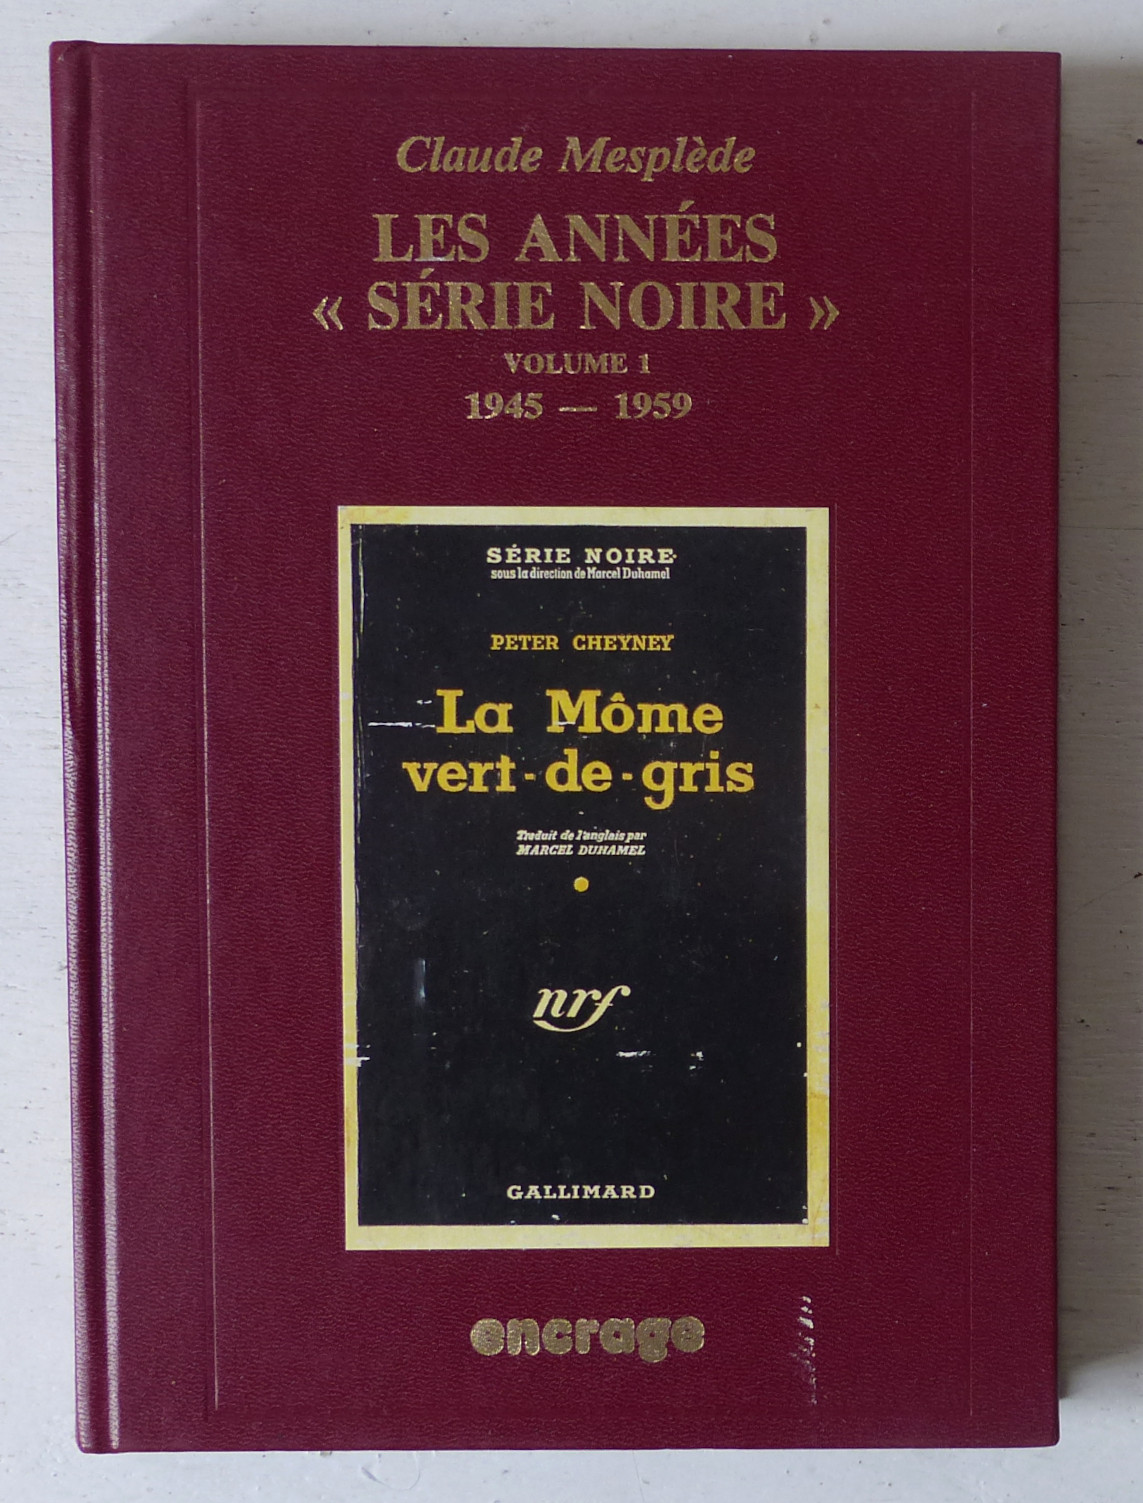 Claude Mesplède
LES ANNÉES
« SÉRIE NOIRE »
VOLUME 1
1945 — 1959
SÉRIE NOIRE
sous la direction de Marcel Duhamel
PETER CHEYNEY
La Môme
vert-de-gris
Traduit de l'anglais par
MARCEL DUHAMEL
nrf
GALLIMARD
encrage